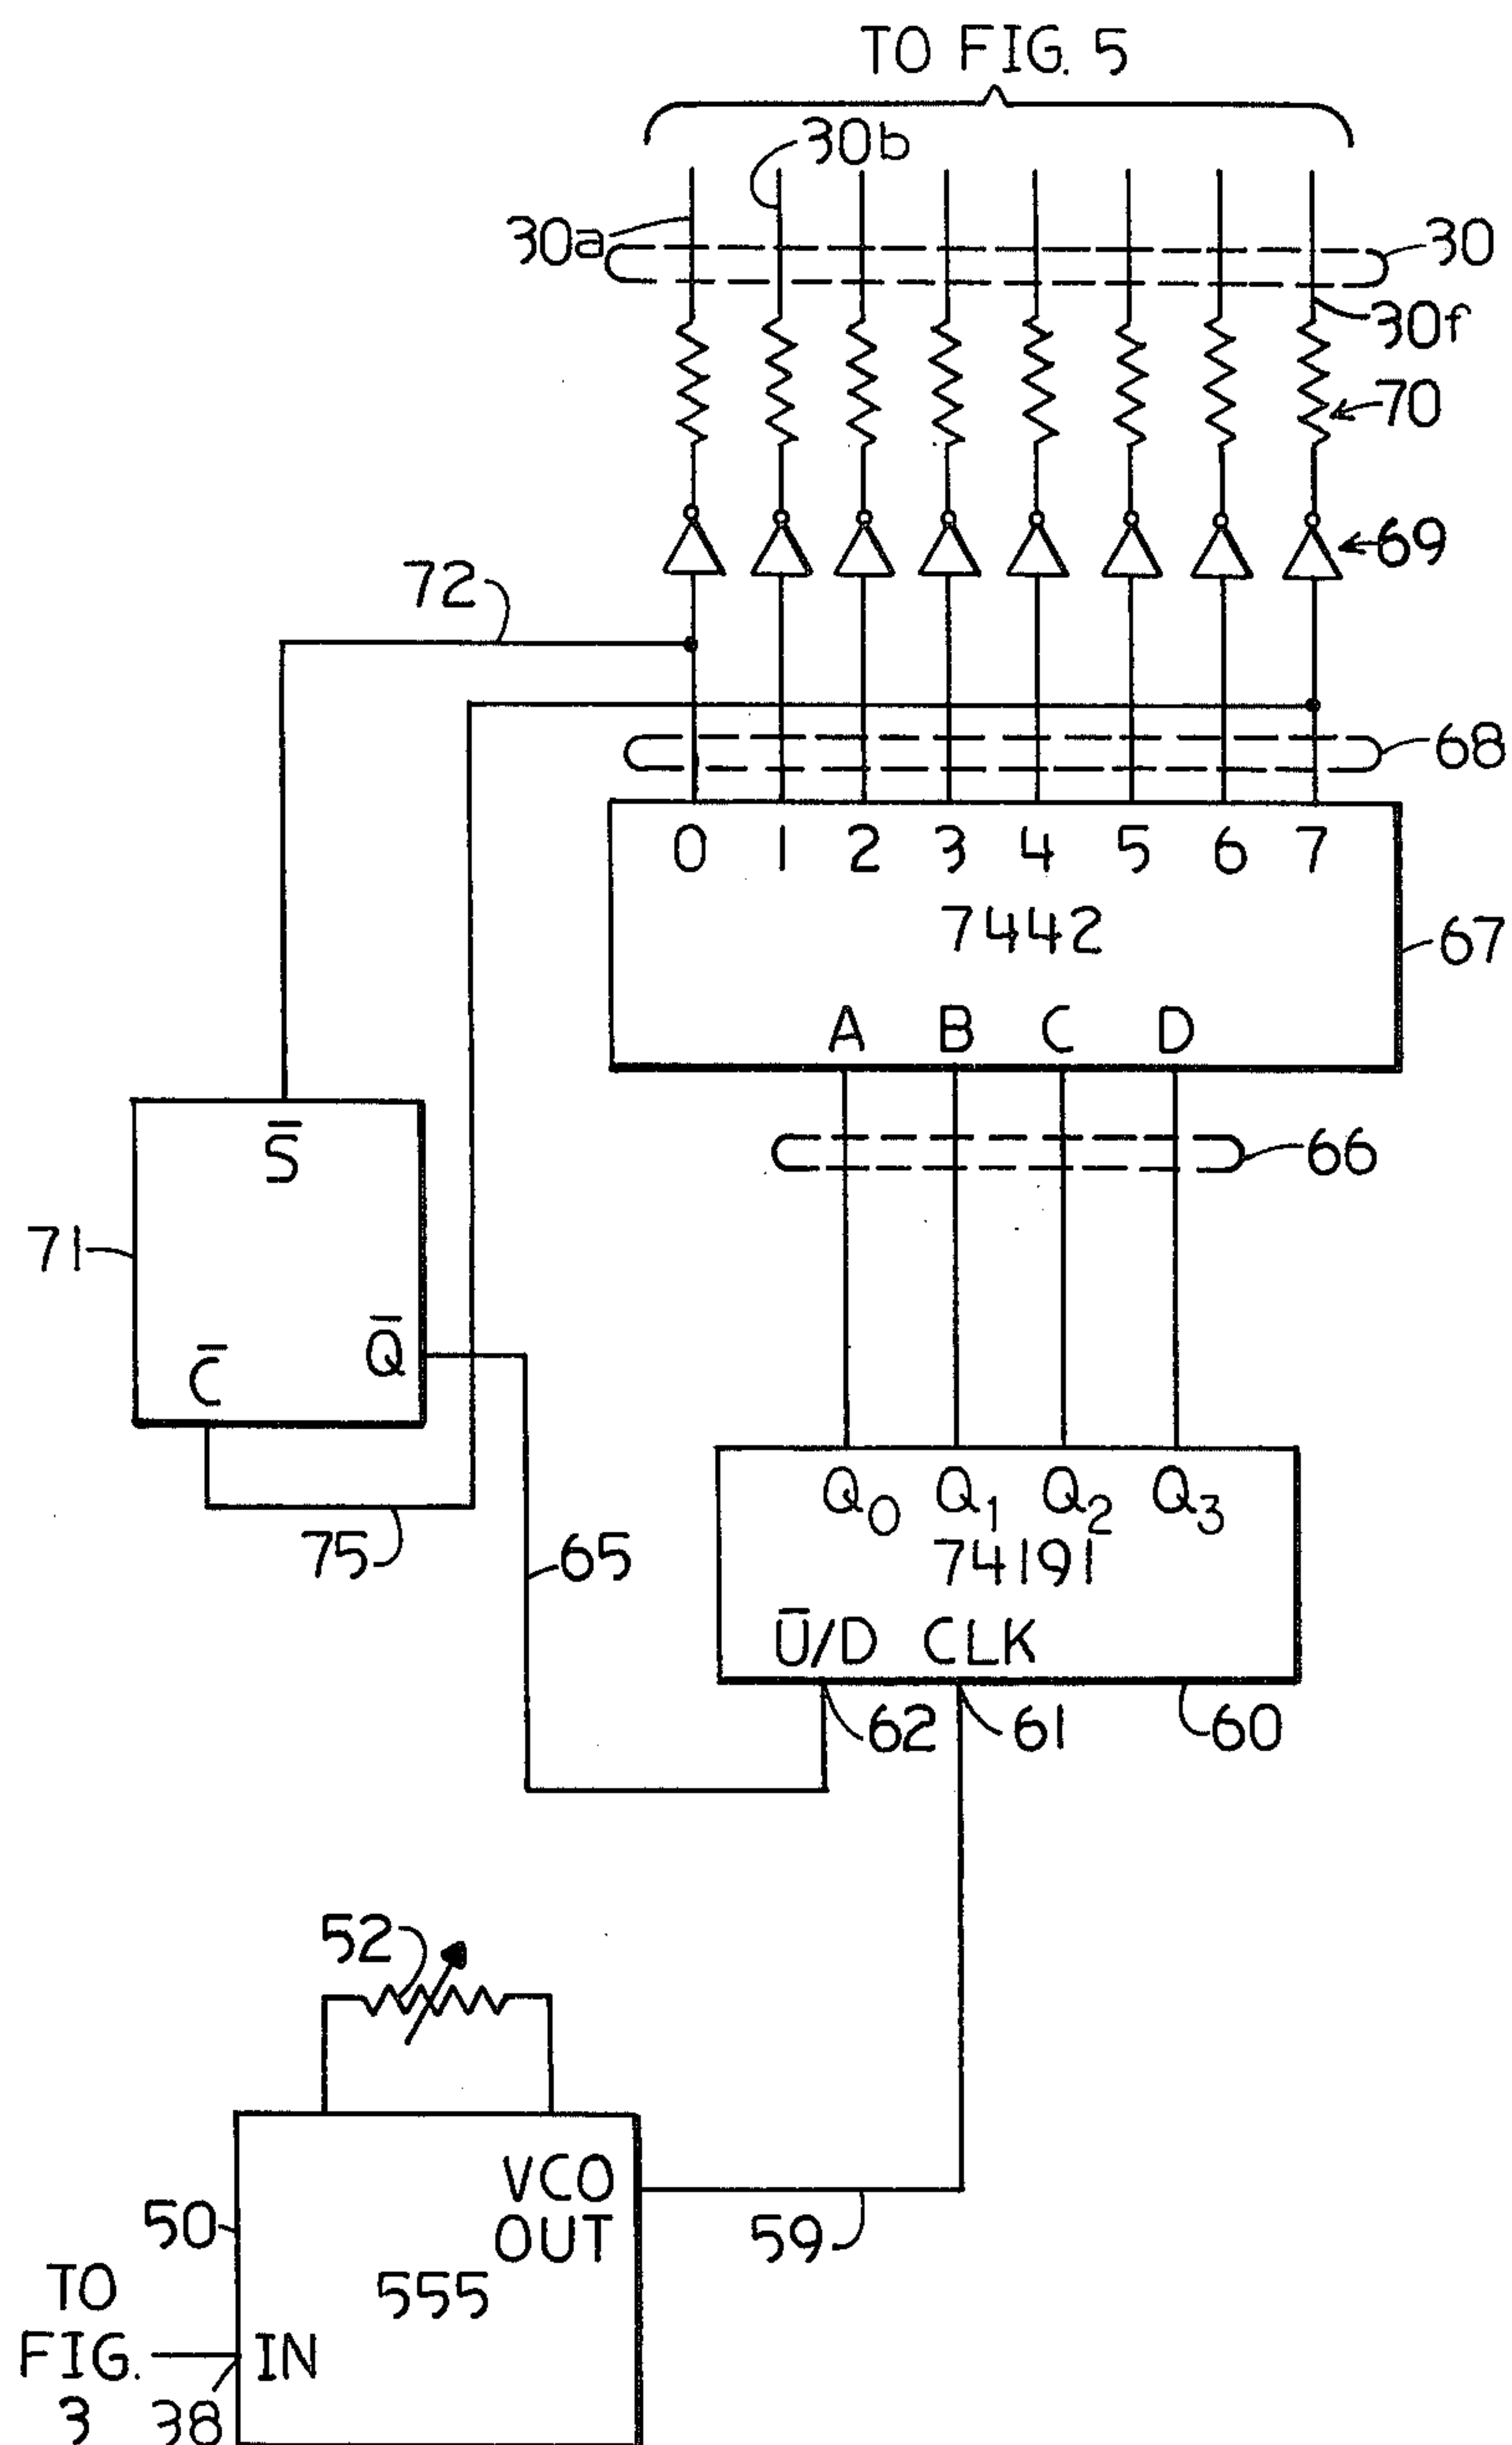 TO FIG. 5
30b
30a
30
30f
70
69
72
68
0 1 2 3 4 5 6 7
7442
67
A B C D
66
S̅
71
Q̅
C̅
Q0 Q1 Q2 Q3
75
65
74191
U̅/D CLK
62
61
60
52
VCO
OUT
50
59
555
TO
FIG.
3
IN
38